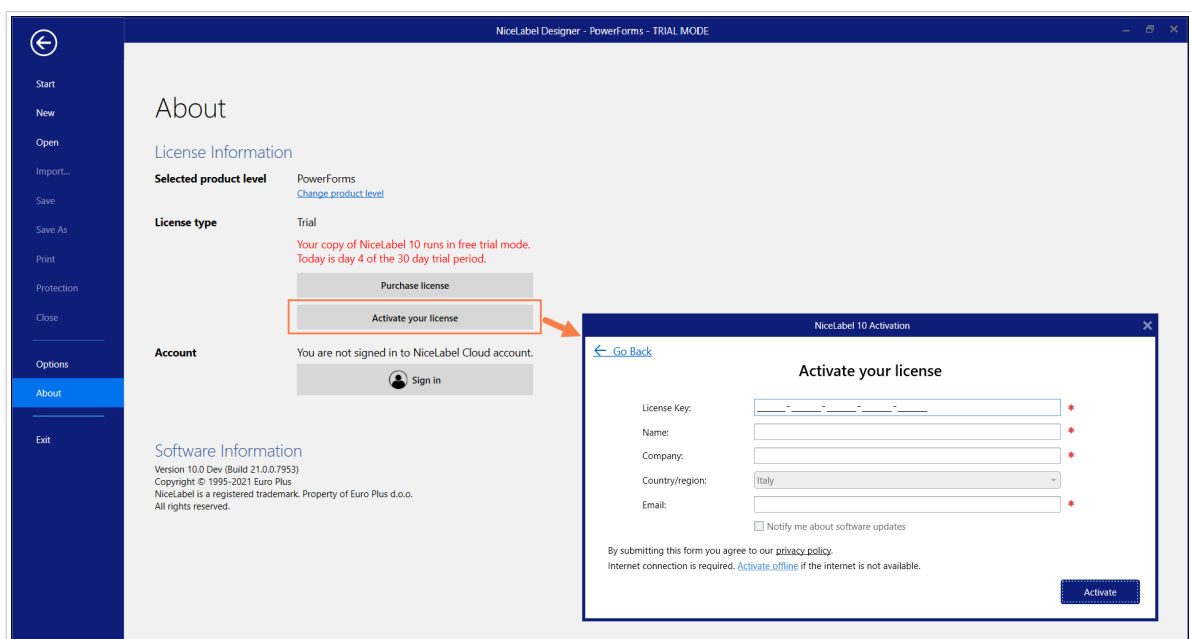 NiceLabel Designer - PowerForms - TRIAL MODE
Start
New
Open
Import...
Save
Save As
Print
Protection
Close
Options
About
Exit
About
License Information
Selected product level PowerForms
Change product level
License type Trial
Your copy of NiceLabel 10 runs in free trial mode.
Today is day 4 of the 30 day trial period.
Purchase license
Activate your license
Account You are not signed in to NiceLabel Cloud account.
Sign in
Software Information
Version 10.0 Dev (Build 21.0.0.7953)
Copyright © 1995-2021 Euro Plus
NiceLabel is a registered trademark. Property of Euro Plus d.o.o.
All rights reserved.
NiceLabel 10 Activation
Go Back
Activate your license
License Key: _____-_____-_____-_____-_____ *
Name: *
Company: *
Country/region: Italy
Email: *
Notify me about software updates
By submitting this form you agree to our privacy policy.
Internet connection is required. Activate offline if the internet is not available.
Activate